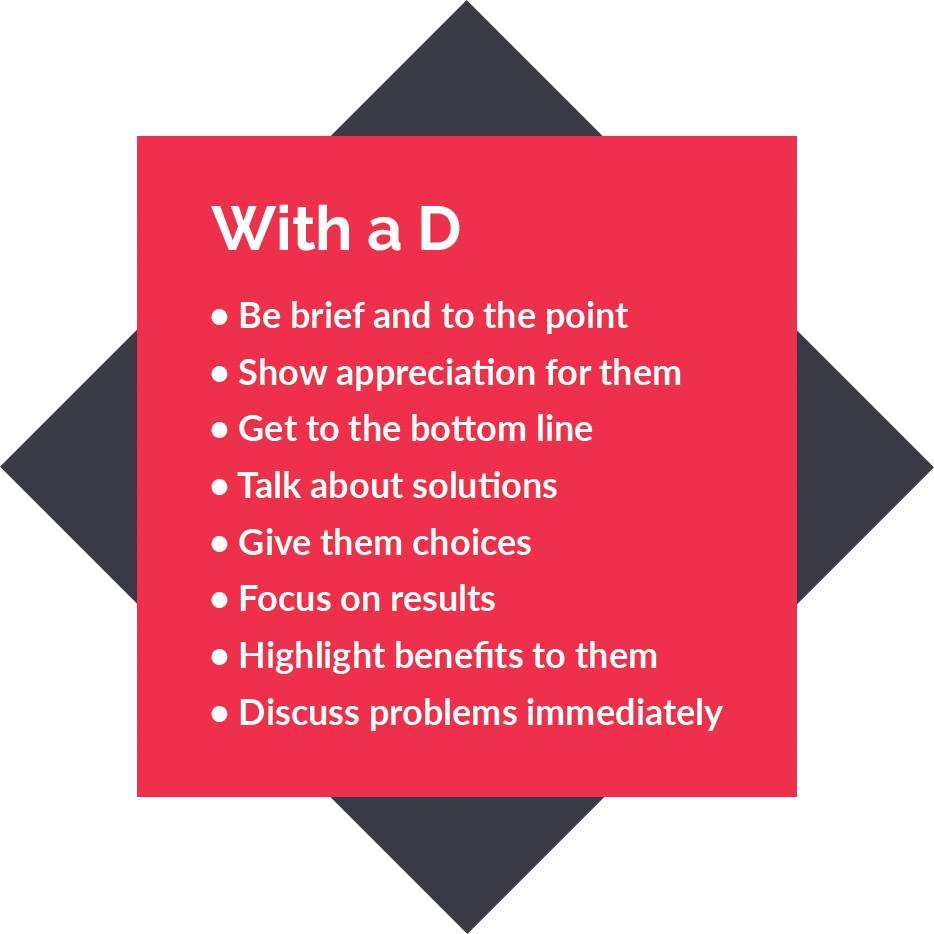 With a D
• Be brief and to the point
• Show appreciation for them
• Get to the bottom line
• Talk about solutions
• Give them choices
• Focus on results
• Highlight benefits to them
• Discuss problems immediately